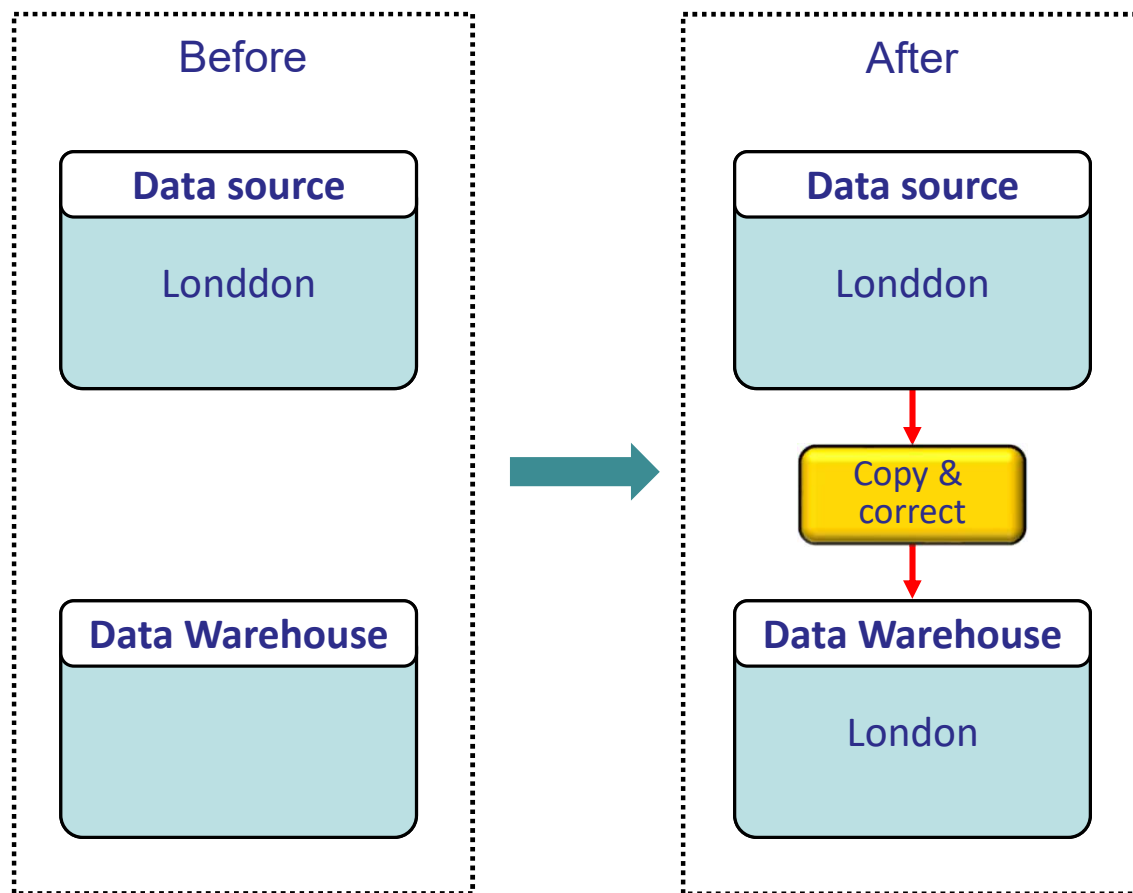 Before
Data source
Londdon
Data Warehouse
After
Data source
Londdon
Copy &
correct
Data Warehouse
London